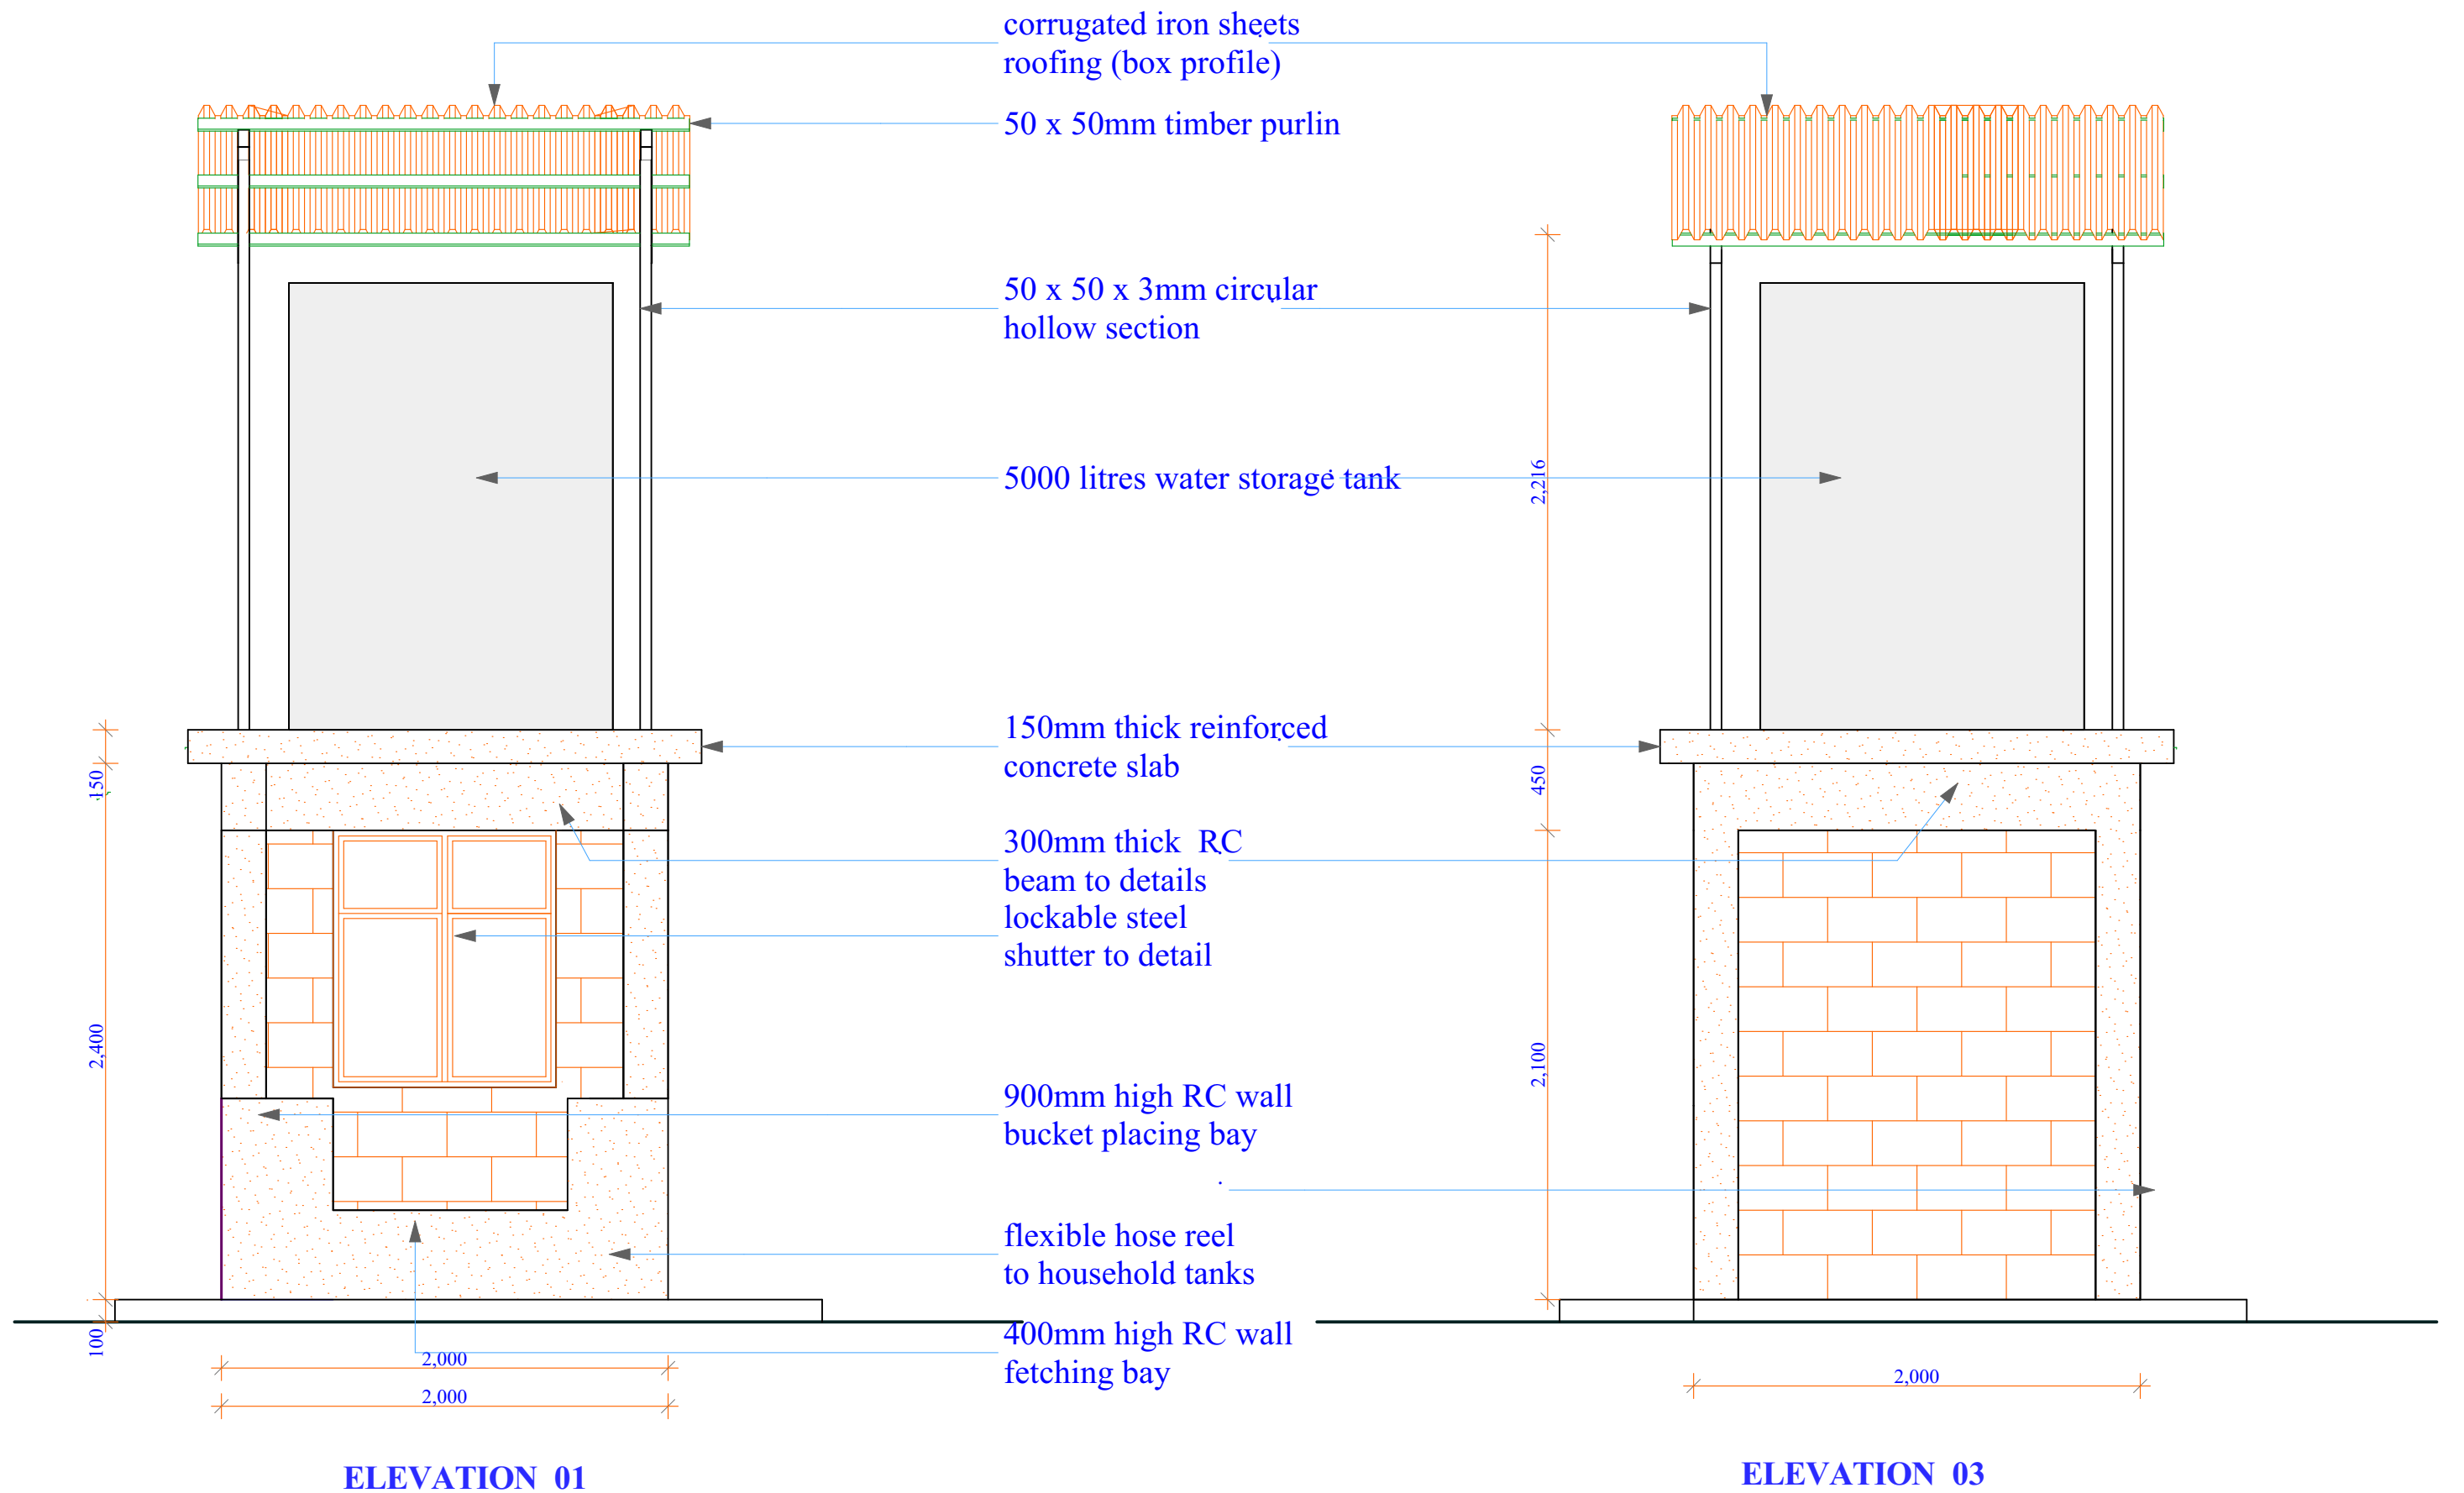 corrugated iron sheets
roofing (box profile)
50 x 50mm timber purlin
50 x 50 x 3mm circular
hollow section
5000 litres water storage tank
2,216
150mm thick reinforced
concrete slab
150
450
300mm thick RC
beam to details
lockable steel
shutter to detail
2,400
2,100
900mm high RC wall
bucket placing bay
flexible hose reel
to household tanks
100
400mm high RC wall
fetching bay
2,000
2,000
2,000
ELEVATION 01
ELEVATION 03